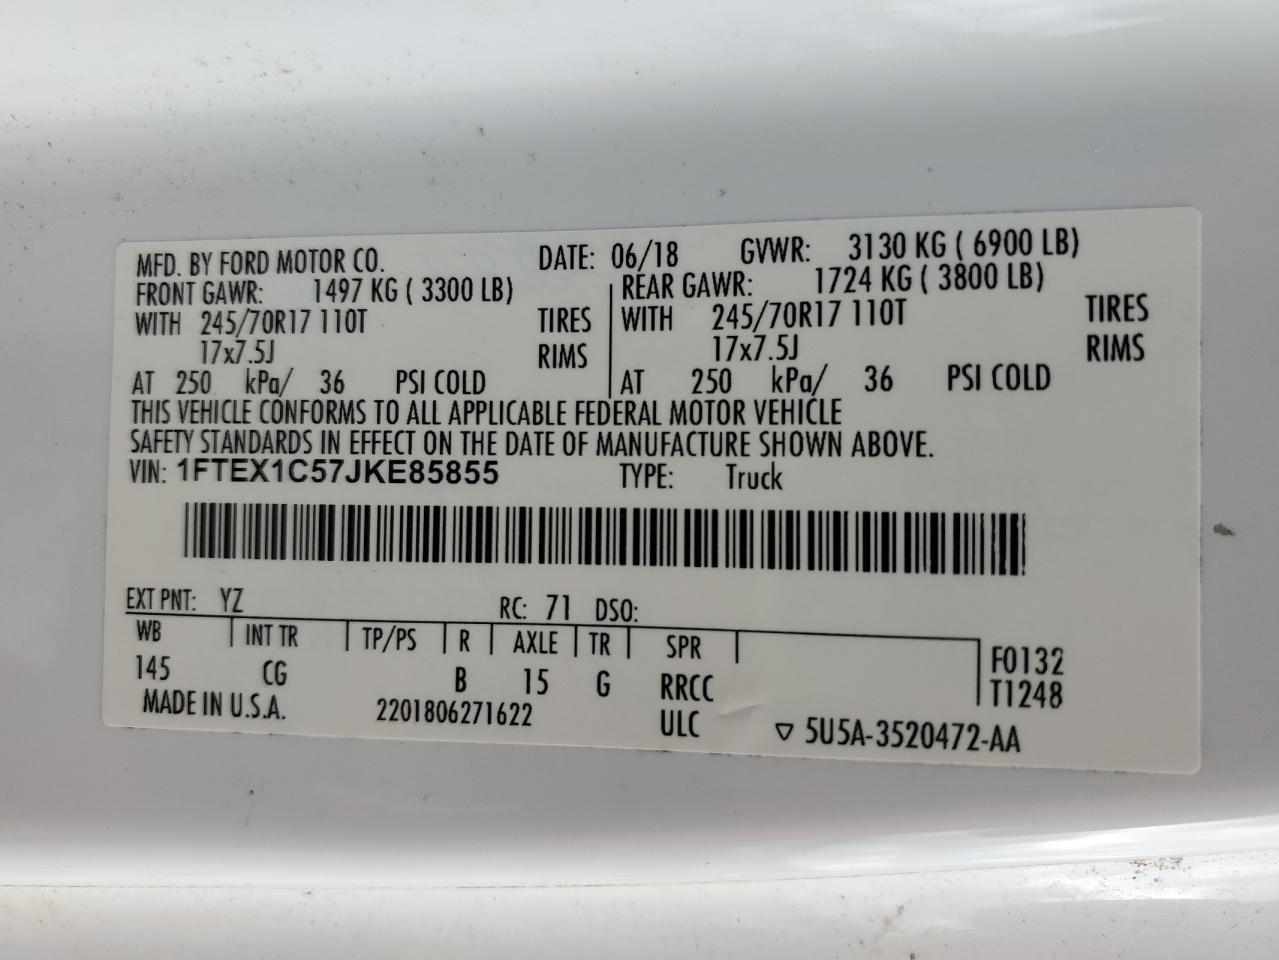 MFD. BY FORD MOTOR CO. DATE: 06/18 GVWR: 3130 KG ( 6900 LB)
FRONT GAWR: 1497 KG ( 3300 LB) REAR GAWR: 1724 KG ( 3800 LB)
WITH 245/70R17 110T TIRES WITH 245/70R17 110T TIRES
17x7.5J RIMS 17x7.5J RIMS
AT 250 kPa/ 36 PSI COLD AT 250 kPa/ 36 PSI COLD
THIS VEHICLE CONFORMS TO ALL APPLICABLE FEDERAL MOTOR VEHICLE
SAFETY STANDARDS IN EFFECT ON THE DATE OF MANUFACTURE SHOWN ABOVE.
VIN: 1FTEX1C57JKE85855 TYPE: Truck
EXT PNT: YZ RC: 71 DSO:
WB INT TR TP/PS R AXLE TR SPR F0132
145 CG B 15 G RRCC T1248
MADE IN U.S.A. 2201806271622 ULC ▽ 5U5A-3520472-AA